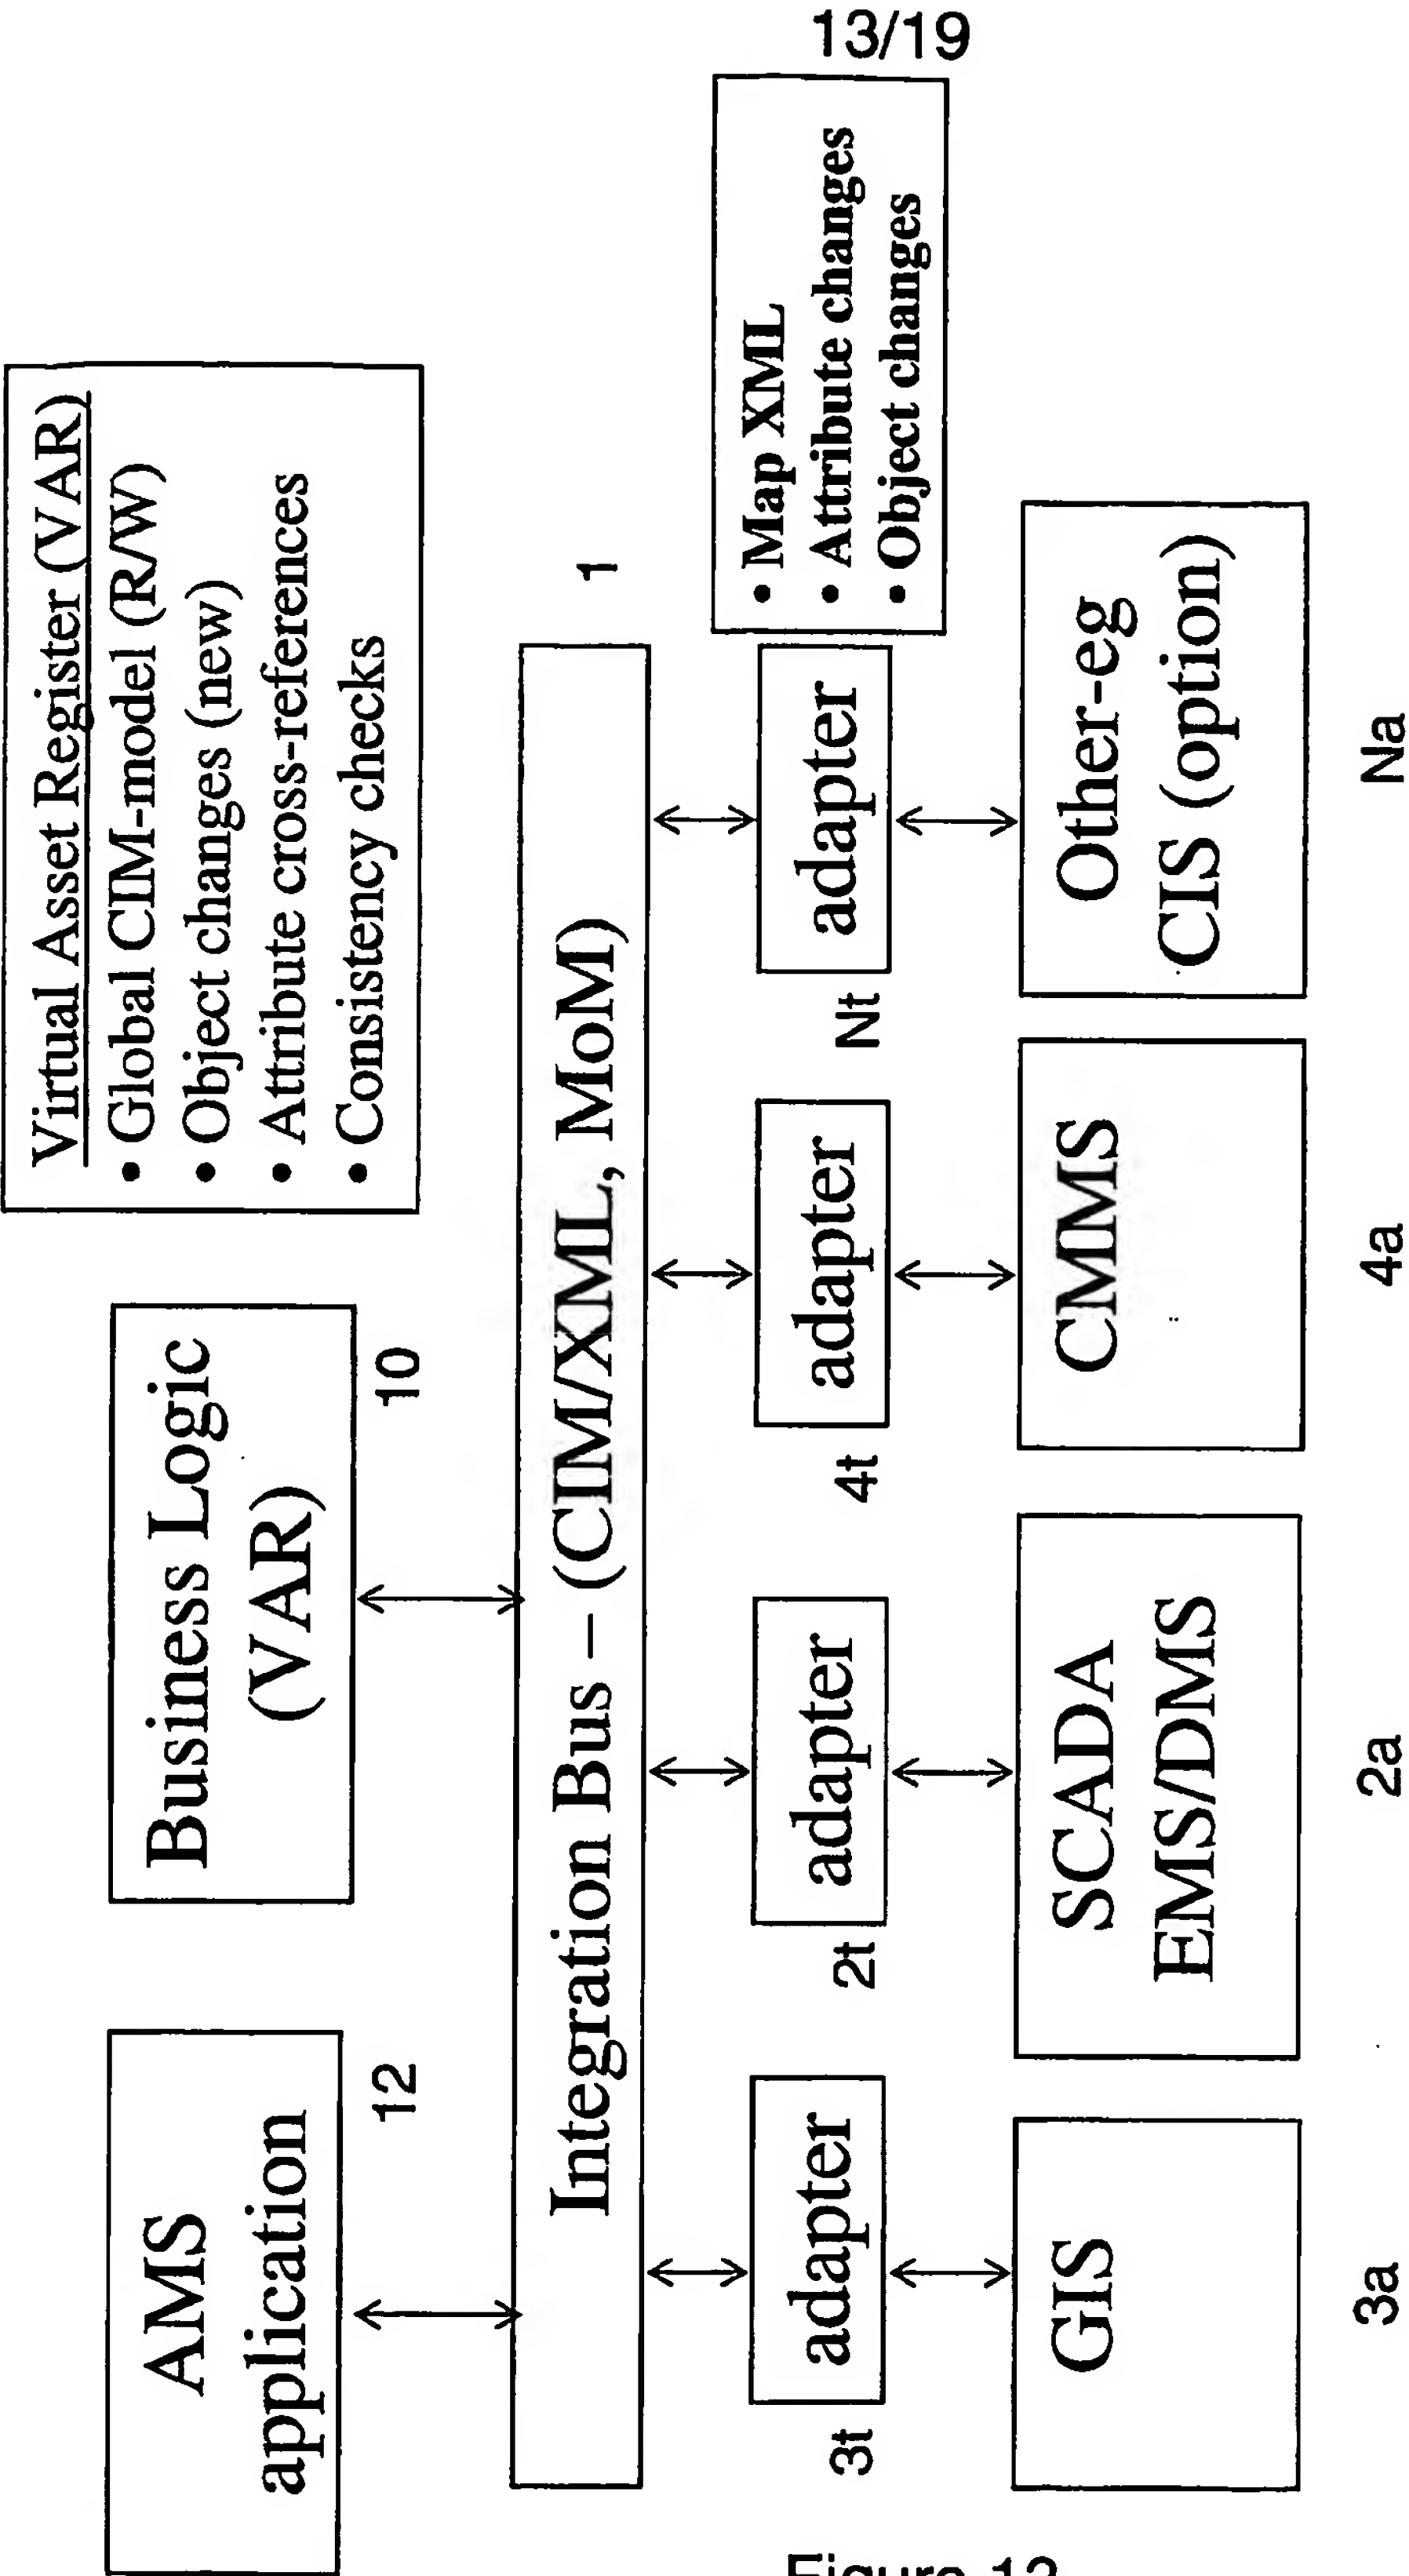 13/19
AMS
application
12
Business Logic
(VAR)
10
Virtual Asset Register (VAR)
• Global CIM-model (R/W)
• Object changes (new)
• Attribute cross-references
• Consistency checks
Integration Bus – (CIM/XML, MoM)
1
adapter
3t
adapter
2t
adapter
4t
adapter
Nt
• Map XML
• Attribute changes
• Object changes
GIS
3a
SCADA
EMS/DMS
2a
CMMS
4a
Other-eg
CIS (option)
Na
Figure 13